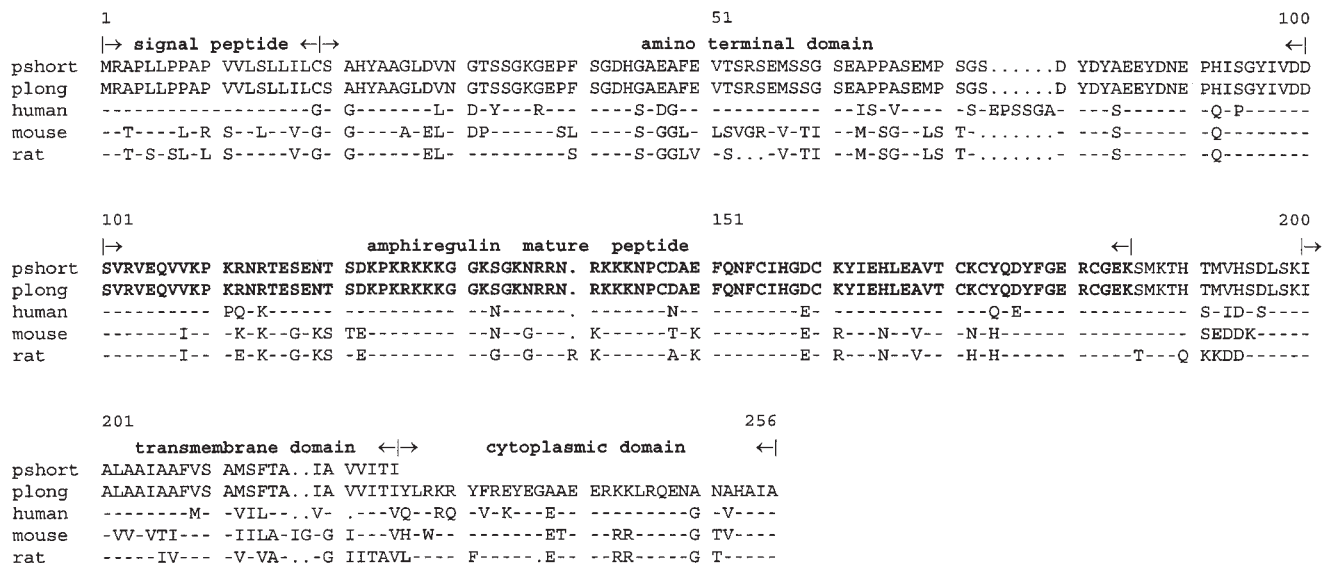 1 51 100
|→ signal peptide ←|→ amino terminal domain ←|
pshort MRAPLLPPAP VVLSLLILCS AHYAAGLDVN GTSSGKGEPF SGDHGAEAFE VTSRSEMSSG SEAPPASEMP SGS......D YDYAEEYDNE PHISGYIVDD
plong MRAPLLPPAP VVLSLLILCS AHYAAGLDVN GTSSGKGEPF SGDHGAEAFE VTSRSEMSSG SEAPPASEMP SGS......D YDYAEEYDNE PHISGYIVDD
human ---------- --------G- G------L- D-Y---R--- ----S-DG-- ---------- --IS-V---- --S-EPSSGA- ---S------ --Q-P-----
mouse --T----L-R S--L--V-G- G-----A-EL- DP------SL ----S-GGL- LSVGR-V-TI --M-SG--LS T-.......- ---S------ --Q-------
rat --T-S-SL-L S-----V-G- G------EL- ---------S ----S-GGLV -S...-V-TI --M-SG--LS T-.......- ---S------ --Q-------
101 151 200
|→ amphiregulin mature peptide ←| |→
pshort SVRVEQVVKP KRNRTESENT SDKPKRKKKG GKSGKNRRN. RKKKNPCDAE FQNFCIHGDC KYIEHLEAVT CKCYQDYFGE RCGEKSMKTH TMVHSDLSKI
plong SVRVEQVVKP KRNRTESENT SDKPKRKKKG GKSGKNRRN. RKKKNPCDAE FQNFCIHGDC KYIEHLEAVT CKCYQDYFGE RCGEKSMKTH TMVHSDLSKI
human ---------- PQ-K------ ---------- --N------. -------N-- --------E- ---------- ----Q-E--- ---------- S-ID-S----
mouse -------I-- -K-K--G-KS TE-------- --N--G---. K------T-K --------E- R---N--V-- --N-H----- ---------- -SEDDK----
rat -------I-- -E-K--G-KS -E-------- --G--G---R K------A-K --------E- R---N--V-- --H-H----- -----T---Q KKDD------
201 256
transmembrane domain ←|→ cytoplasmic domain ←|
pshort ALAAIAAFVS AMSFTA..IA VVITI
plong ALAAIAAFVS AMSFTA..IA VVITIYLRKR YFREYEGAAE ERKKLRQENA NAHAIA
human --------M- -VIL---V- .---VQ--RQ -V-K---E-- --------G -V----
mouse -VV-VTI--- -IILA-IG-G I---VH-W-- -------ET- --RR----G TV----
rat -----IV--- -V-VA-..-G IITAVL---- F-----.E-- --RR----G T-----